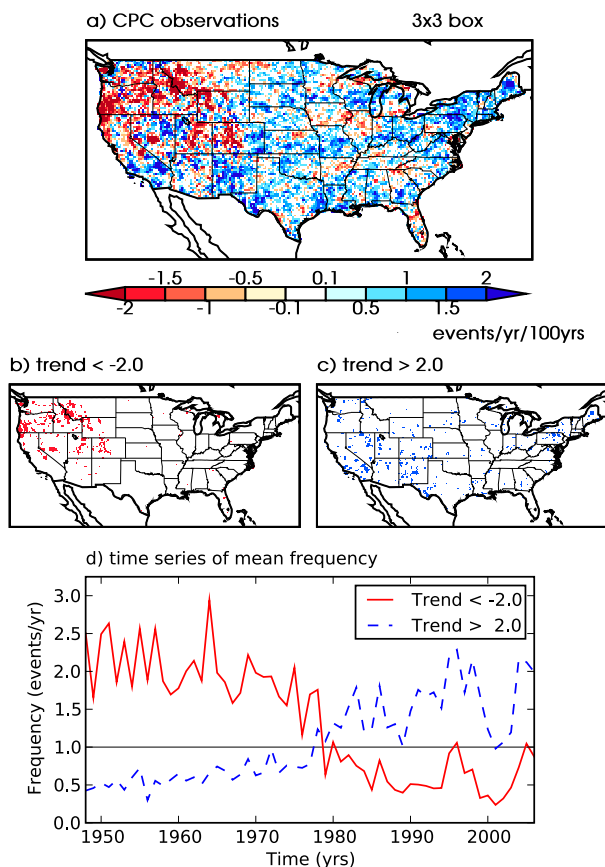 a) CPC observations 3x3 box
-1.5 -0.5 0.1 1 2
-2 -1 -0.1 0.5 1.5
events/yr/100yrs
b) trend < -2.0 c) trend > 2.0
d) time series of mean frequency
Trend < -2.0
Trend > 2.0
3.0
2.5
2.0
1.5
1.0
0.5
0.0
Frequency (events/yr)
1950 1960 1970 1980 1990 2000
Time (yrs)